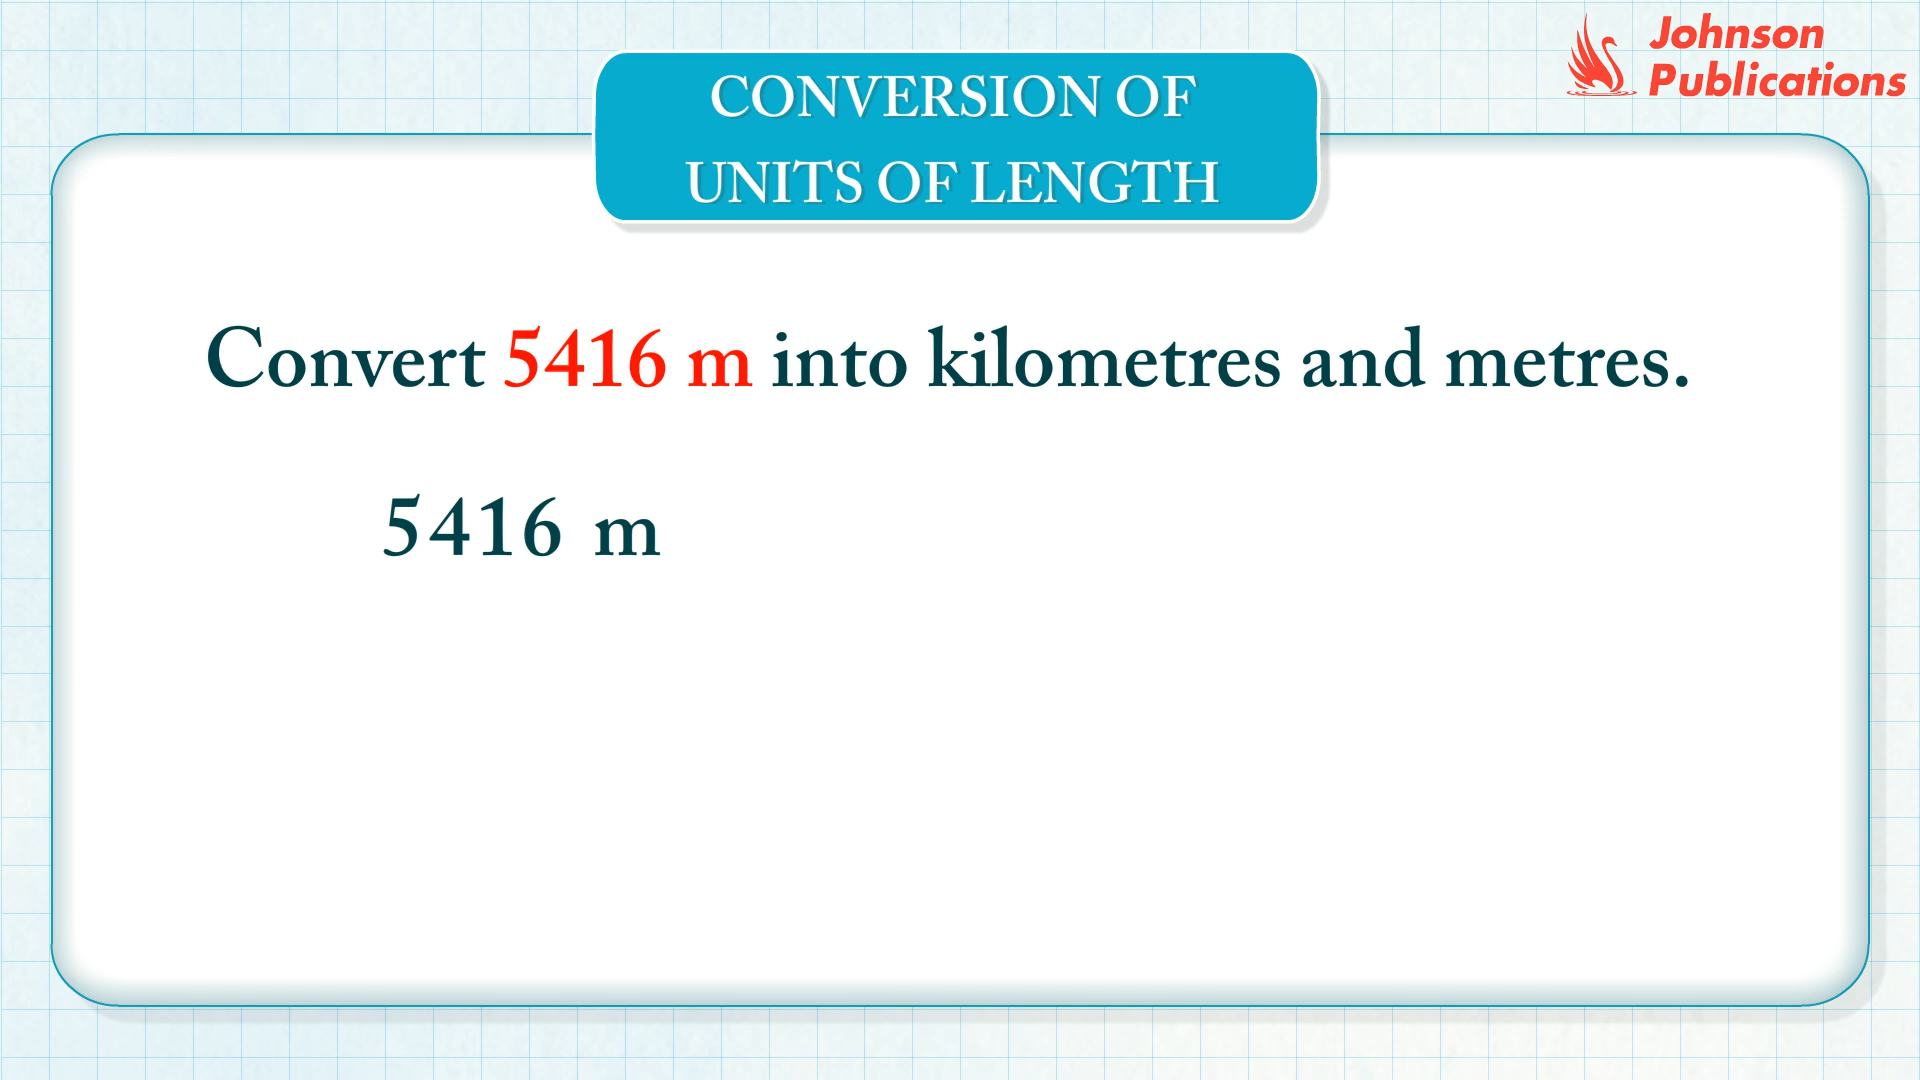 Johnson
Publications
CONVERSION OF
UNITS OF LENGTH
Convert 5416 m into kilometres and metres.
5416 m